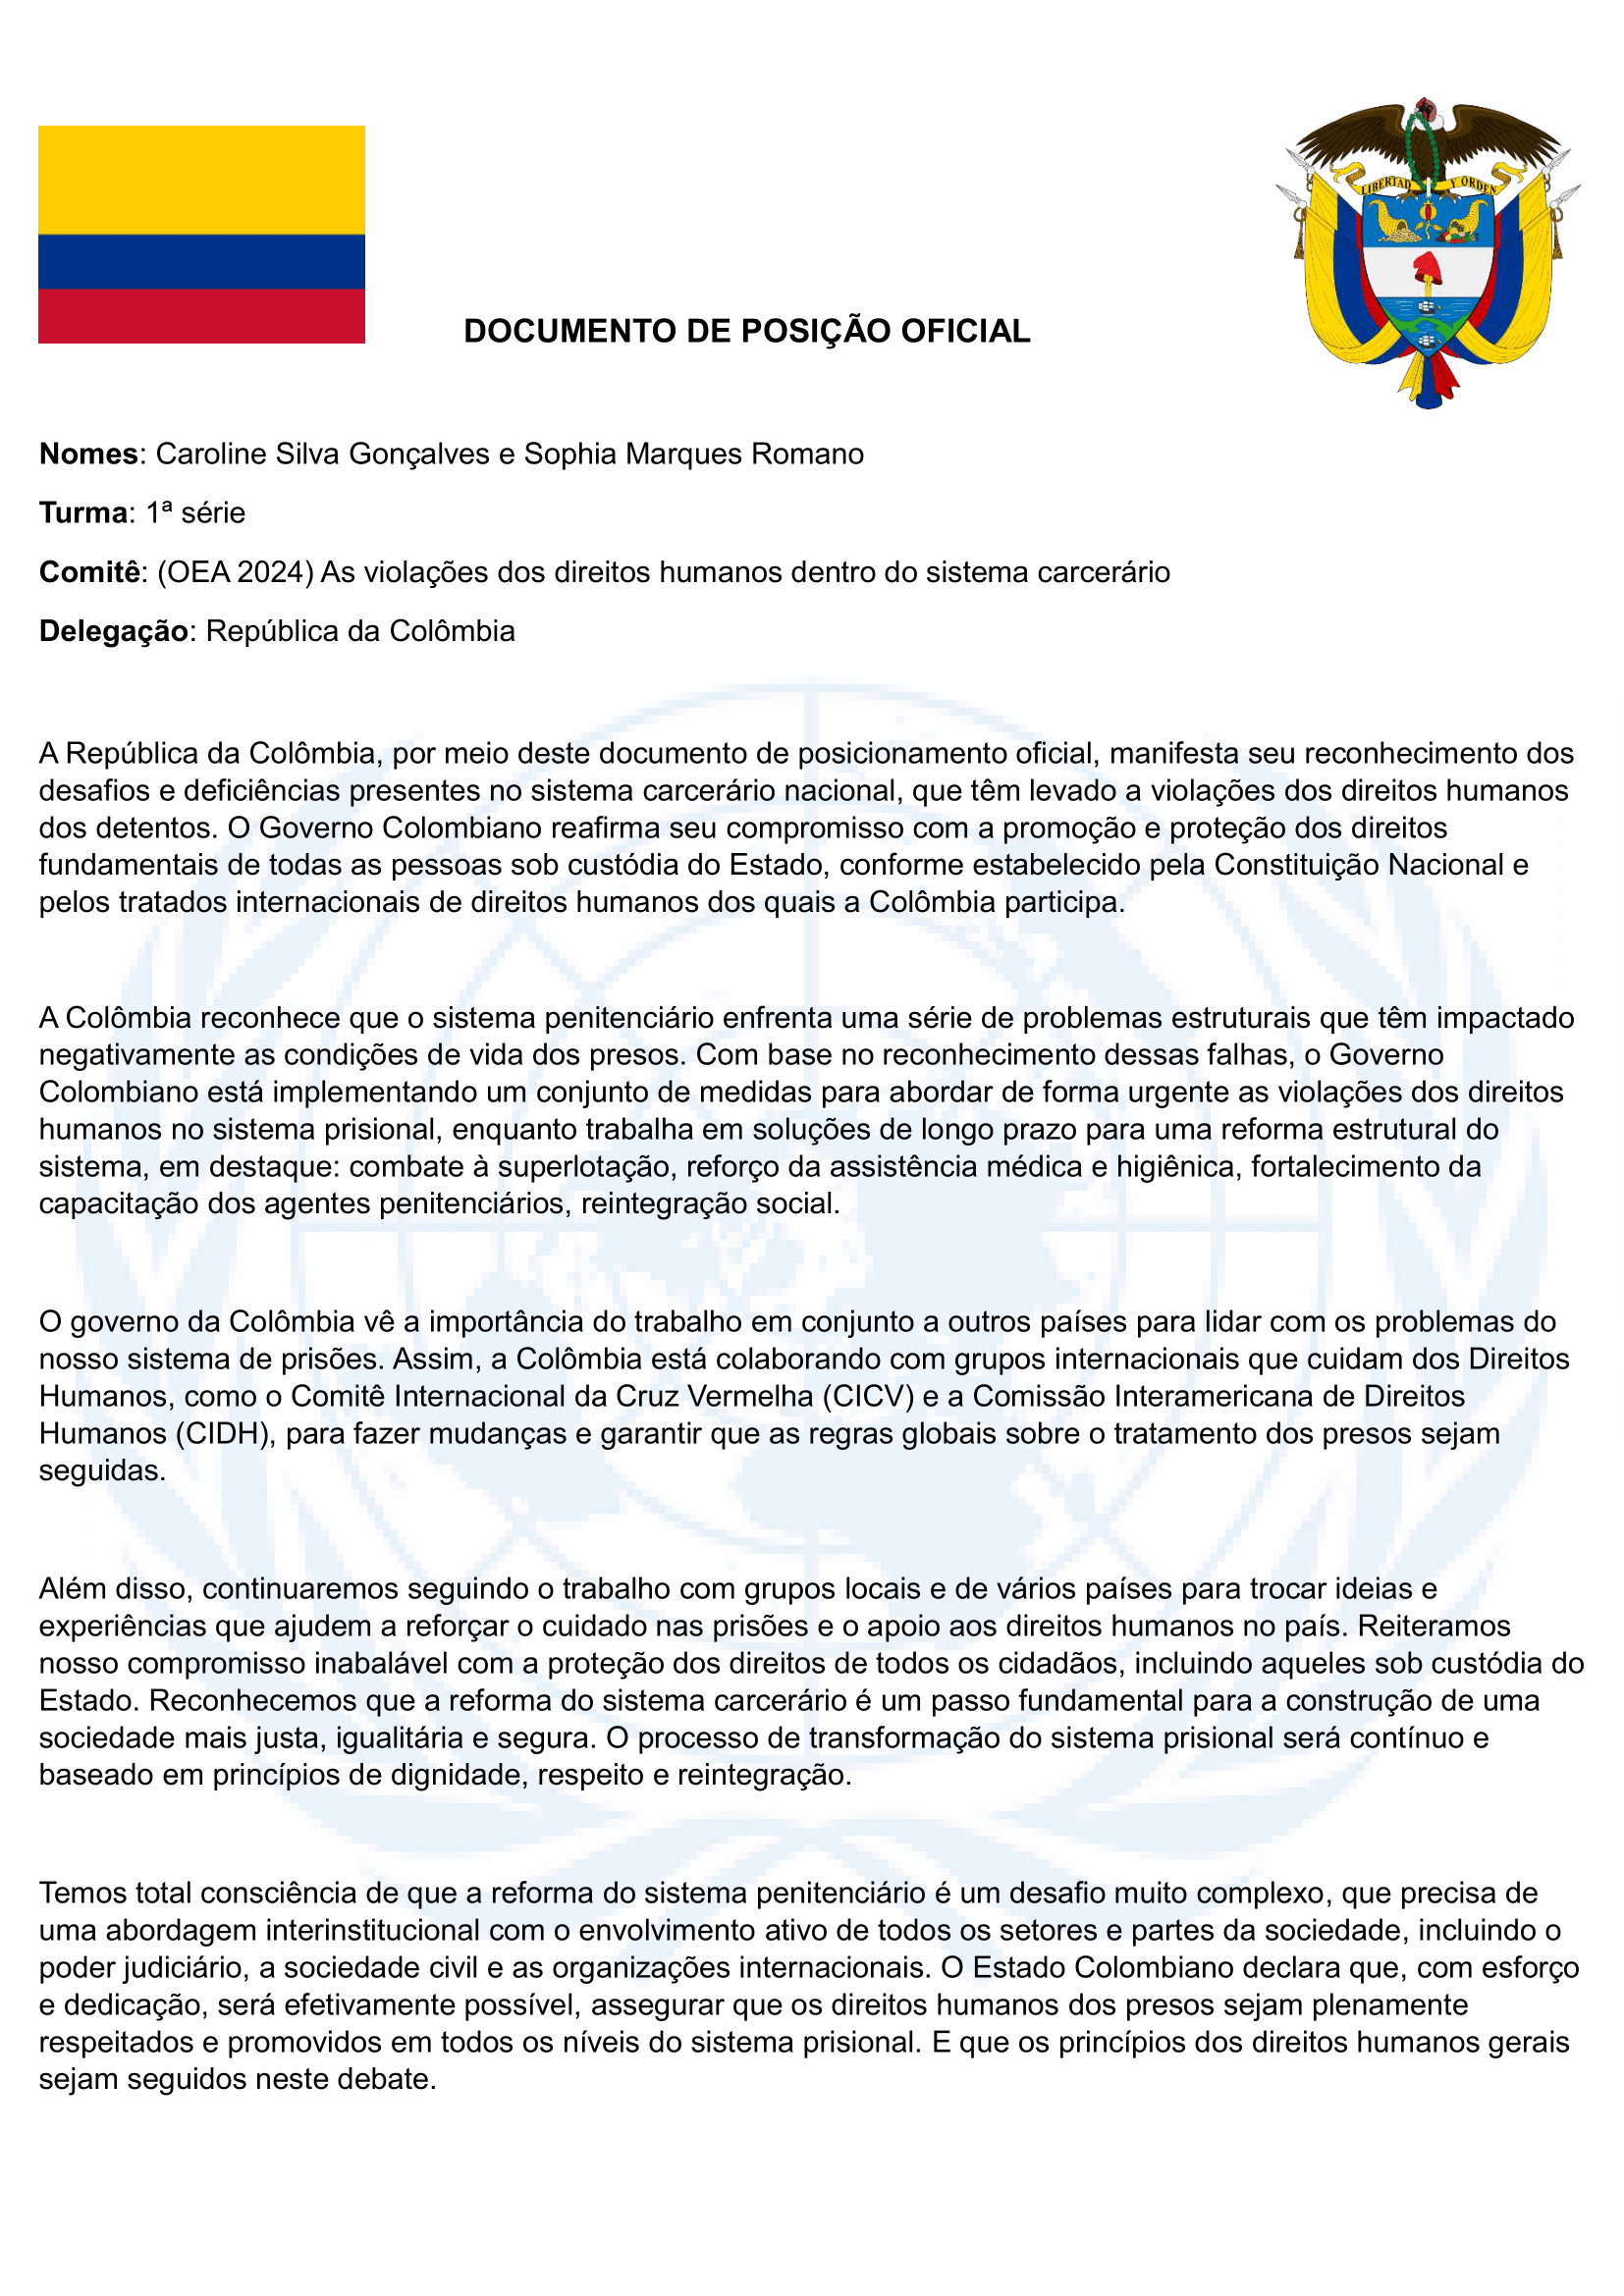 LIBERTAD Y ORDEN
DOCUMENTO DE POSIÇÃO OFICIAL
Nomes: Caroline Silva Gonçalves e Sophia Marques Romano
Turma: 1ª série
Comitê: (OEA 2024) As violações dos direitos humanos dentro do sistema carcerário
Delegação: República da Colômbia
A República da Colômbia, por meio deste documento de posicionamento oficial, manifesta seu reconhecimento dos
desafios e deficiências presentes no sistema carcerário nacional, que têm levado a violações dos direitos humanos
dos detentos. O Governo Colombiano reafirma seu compromisso com a promoção e proteção dos direitos
fundamentais de todas as pessoas sob custódia do Estado, conforme estabelecido pela Constituição Nacional e
pelos tratados internacionais de direitos humanos dos quais a Colômbia participa.
A Colômbia reconhece que o sistema penitenciário enfrenta uma série de problemas estruturais que têm impactado
negativamente as condições de vida dos presos. Com base no reconhecimento dessas falhas, o Governo
Colombiano está implementando um conjunto de medidas para abordar de forma urgente as violações dos direitos
humanos no sistema prisional, enquanto trabalha em soluções de longo prazo para uma reforma estrutural do
sistema, em destaque: combate à superlotação, reforço da assistência médica e higiênica, fortalecimento da
capacitação dos agentes penitenciários, reintegração social.
O governo da Colômbia vê a importância do trabalho em conjunto a outros países para lidar com os problemas do
nosso sistema de prisões. Assim, a Colômbia está colaborando com grupos internacionais que cuidam dos Direitos
Humanos, como o Comitê Internacional da Cruz Vermelha (CICV) e a Comissão Interamericana de Direitos
Humanos (CIDH), para fazer mudanças e garantir que as regras globais sobre o tratamento dos presos sejam
seguidas.
Além disso, continuaremos seguindo o trabalho com grupos locais e de vários países para trocar ideias e
experiências que ajudem a reforçar o cuidado nas prisões e o apoio aos direitos humanos no país. Reiteramos
nosso compromisso inabalável com a proteção dos direitos de todos os cidadãos, incluindo aqueles sob custódia do
Estado. Reconhecemos que a reforma do sistema carcerário é um passo fundamental para a construção de uma
sociedade mais justa, igualitária e segura. O processo de transformação do sistema prisional será contínuo e
baseado em princípios de dignidade, respeito e reintegração.
Temos total consciência de que a reforma do sistema penitenciário é um desafio muito complexo, que precisa de
uma abordagem interinstitucional com o envolvimento ativo de todos os setores e partes da sociedade, incluindo o
poder judiciário, a sociedade civil e as organizações internacionais. O Estado Colombiano declara que, com esforço
e dedicação, será efetivamente possível, assegurar que os direitos humanos dos presos sejam plenamente
respeitados e promovidos em todos os níveis do sistema prisional. E que os princípios dos direitos humanos gerais
sejam seguidos neste debate.